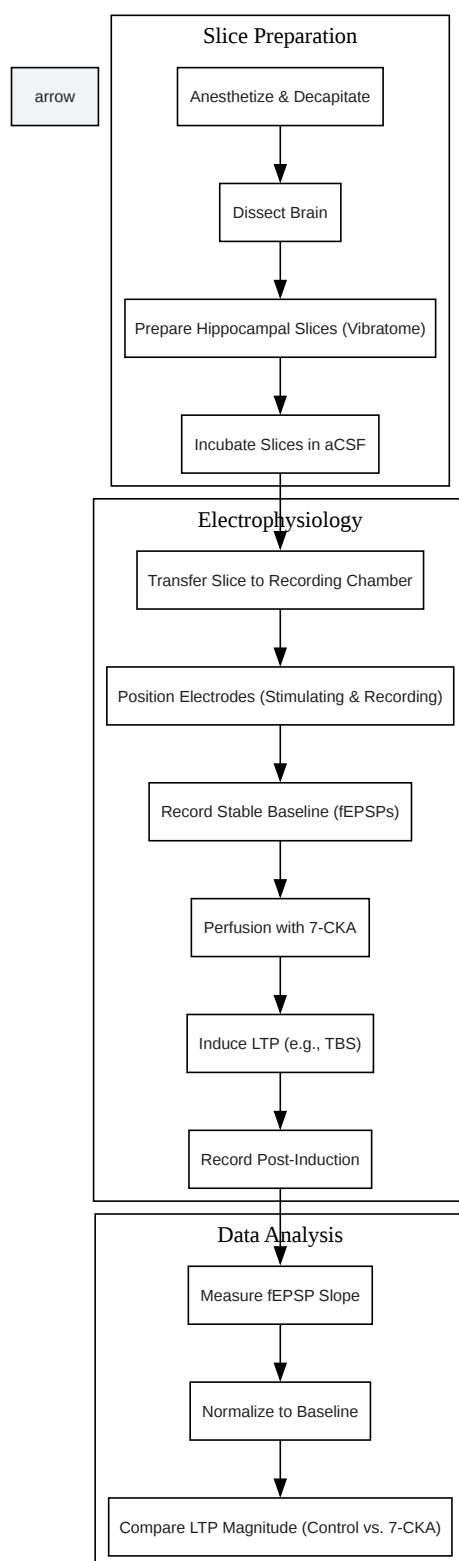 Slice Preparation
arrow
Anesthetize & Decapitate
Dissect Brain
Prepare Hippocampal Slices (Vibratome)
Incubate Slices in aCSF
Electrophysiology
Transfer Slice to Recording Chamber
Position Electrodes (Stimulating & Recording)
Record Stable Baseline (fEPSPs)
Perfusion with 7-CKA
Induce LTP (e.g., TBS)
Record Post-Induction
Data Analysis
Measure fEPSP Slope
Normalize to Baseline
Compare LTP Magnitude (Control vs. 7-CKA)